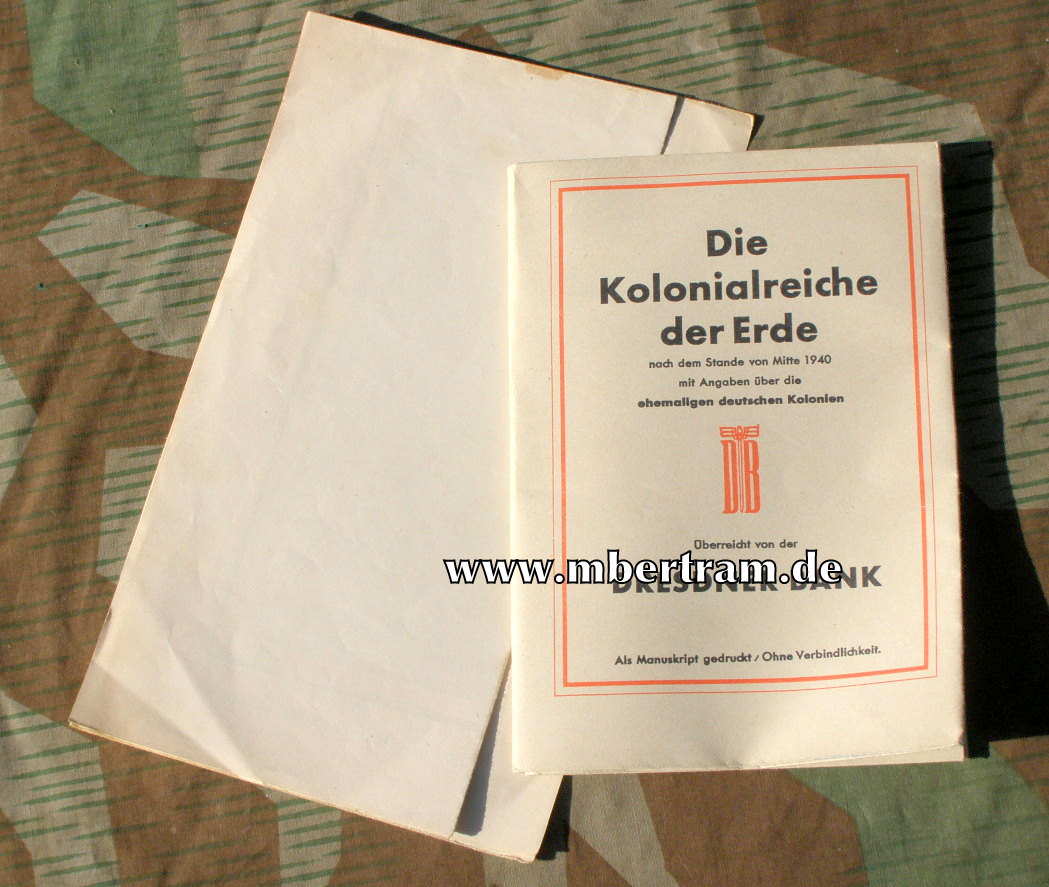 Die
Kolonialreiche
der Erde
nach dem Stande von Mitte 1940
mit Angaben über die
ehemaligen deutschen Kolonien
DB
Überreicht von der
www.mbertram.de
DRESDNER BANK
Als Manuskript gedruckt / Ohne Verbindlichkeit.